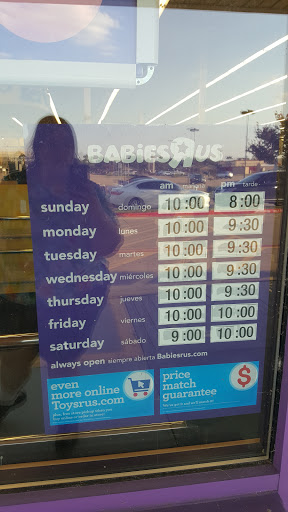 BABIES"R"US
am mañana pm tarde
sunday domingo 10:00 8:00
monday lunes 10:00 9:30
tuesday martes 10:00 9:30
wednesday miércoles 10:00 9:30
thursday jueves 10:00 9:30
friday viernes 10:00 10:00
saturday sábado 9:00 10:00
always open siempre abierta Babiesrus.com
even
more online
Toysrus.com
price
match
guarantee
$